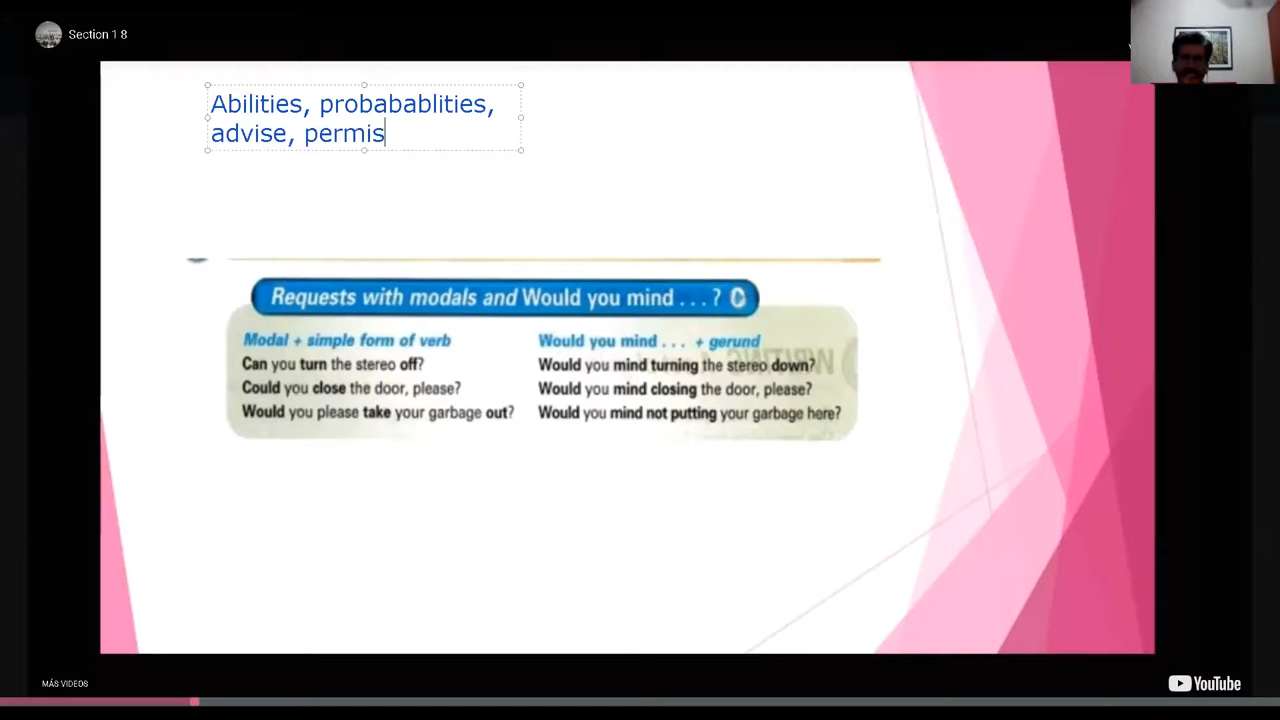 Section 1 8
Abilities, probabablities,
advise, permis
Requests with modals and Would you mind . . . ?
Modal + simple form of verb
Can you turn the stereo off?
Could you close the door, please?
Would you please take your garbage out?
Would you mind . . . + gerund
Would you mind turning the stereo down?
Would you mind closing the door, please?
Would you mind not putting your garbage here?
MÁS VIDEOS
YouTube